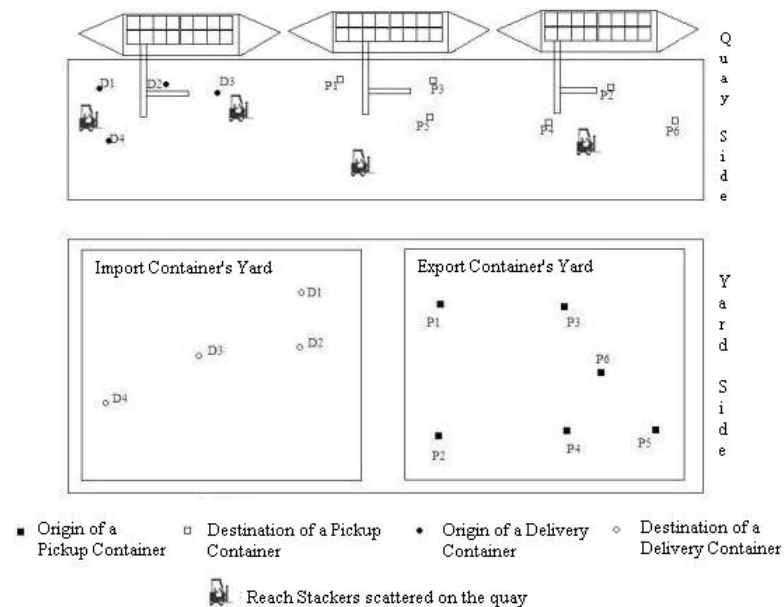 D1
D2
D3
D4
P1
P3
P5
P2
P4
P6
Quay Side
Import Container's Yard
D1
D2
D3
D4
Export Container's Yard
P1
P3
P6
P2
P4
P5
Yard Side
Origin of a
Pickup Container
Destination of a Pickup
Container
Origin of a Delivery
Container
Destination of a
Delivery Container
Reach Stackers scattered on the quay